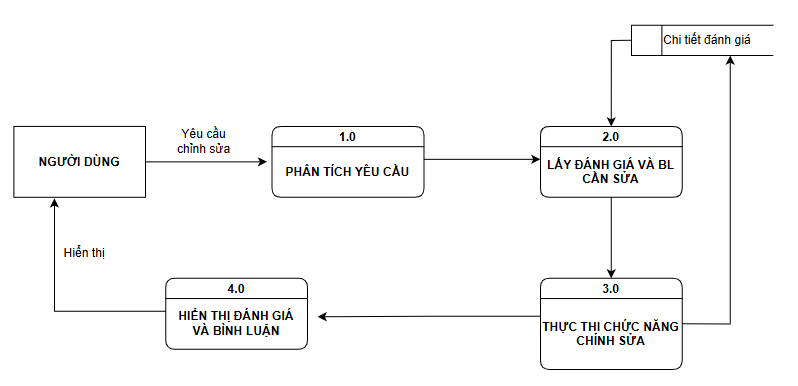 Chi tiết đánh giá
NGƯỜI DÙNG
Yêu cầu
chỉnh sửa
1.0
PHÂN TÍCH YÊU CẦU
2.0
LẤY ĐÁNH GIÁ VÀ BL
CẦN SỬA
Hiển thị
4.0
HIỂN THỊ ĐÁNH GIÁ
VÀ BÌNH LUẬN
3.0
THỰC THI CHỨC NĂNG
CHỈNH SỬA